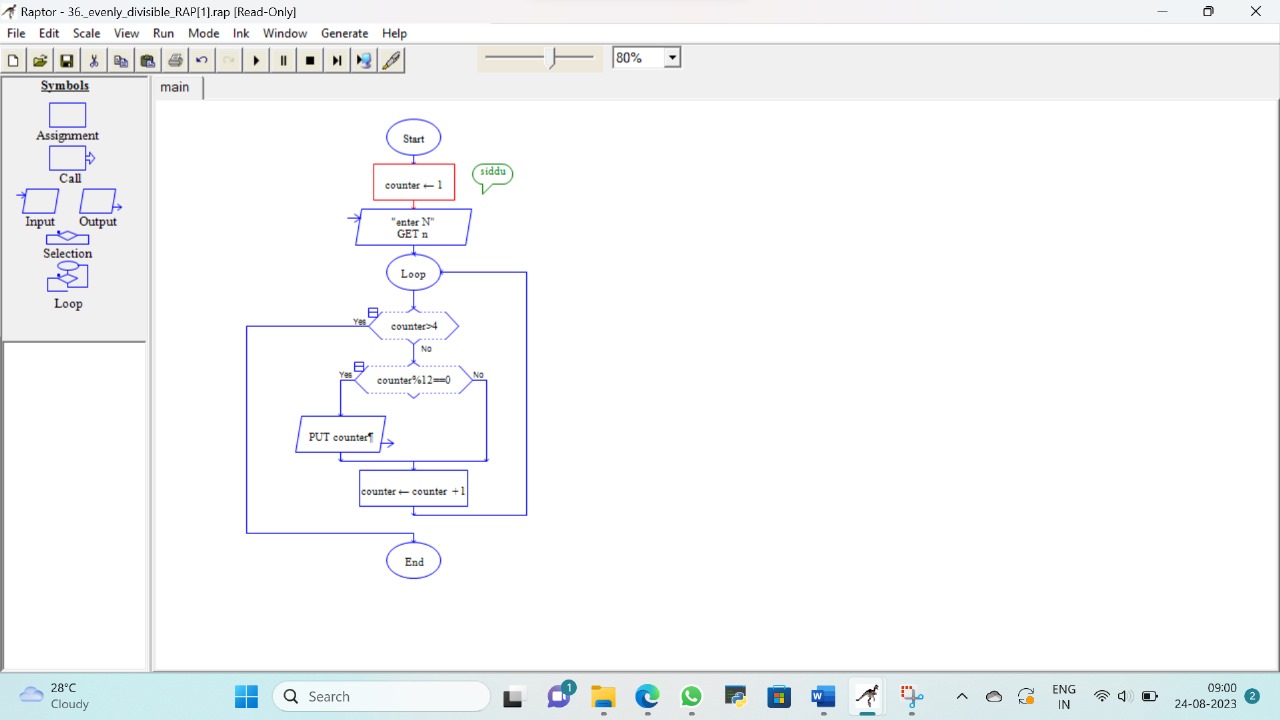 Raptor - 36._evenly_divisible_RAP[1].rap [Read-Only]
File Edit Scale View Run Mode Ink Window Generate Help
80%
Symbols
Assignment
Call
Input Output
Selection
Loop
main
Start
counter ← 1
siddu
"enter N"
GET n
Loop
Yes
counter>4
No
Yes
counter%12==0
No
PUT counter¶
counter ← counter +1
End
28°C
Cloudy
Search
1
ENG
IN
09:00
24-08-2023
2